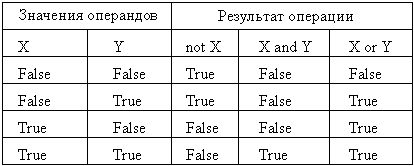 Значения операндов Результат операции
X Y not X X and Y X or Y
False False True False False
False True True False True
True False False False True
True True False True True